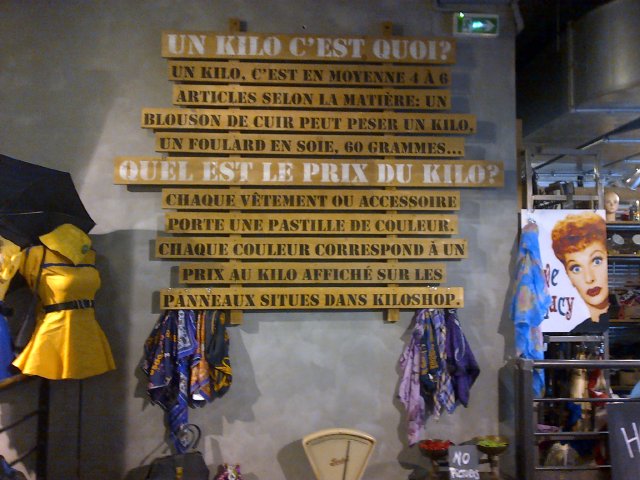 UN KILO C'EST QUOI?
UN KILO, C'EST EN MOYENNE 4 À 6
ARTICLES SELON LA MATIÈRE: UN
BLOUSON DE CUIR PEUT PESER UN KILO,
UN FOULARD EN SOIE, 60 GRAMMES...
QUEL EST LE PRIX DU KILO?
CHAQUE VÊTEMENT OU ACCESSOIRE
PORTE UNE PASTILLE DE COULEUR.
CHAQUE COULEUR CORRESPOND À UN
PRIX AU KILO AFFICHÉ SUR LES
PANNEAUX SITUES DANS KILOSHOP.
NO
PICTURES
H